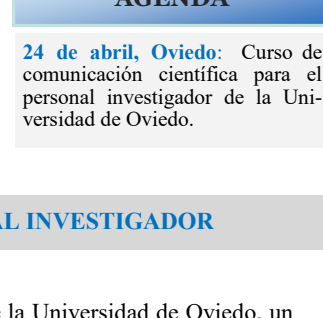 AGENDA
24 de abril, Oviedo: Curso de
comunicación científica para el
personal investigador de la Uni-
versidad de Oviedo.
AL INVESTIGADOR
la Universidad de Oviedo, un